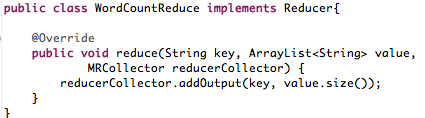 public class WordCountReduce implements Reducer{
@Override
public void reduce(String key, ArrayList<String> value,
MRCollector reducerCollector) {
reducerCollector.addOutput(key, value.size());
}
}